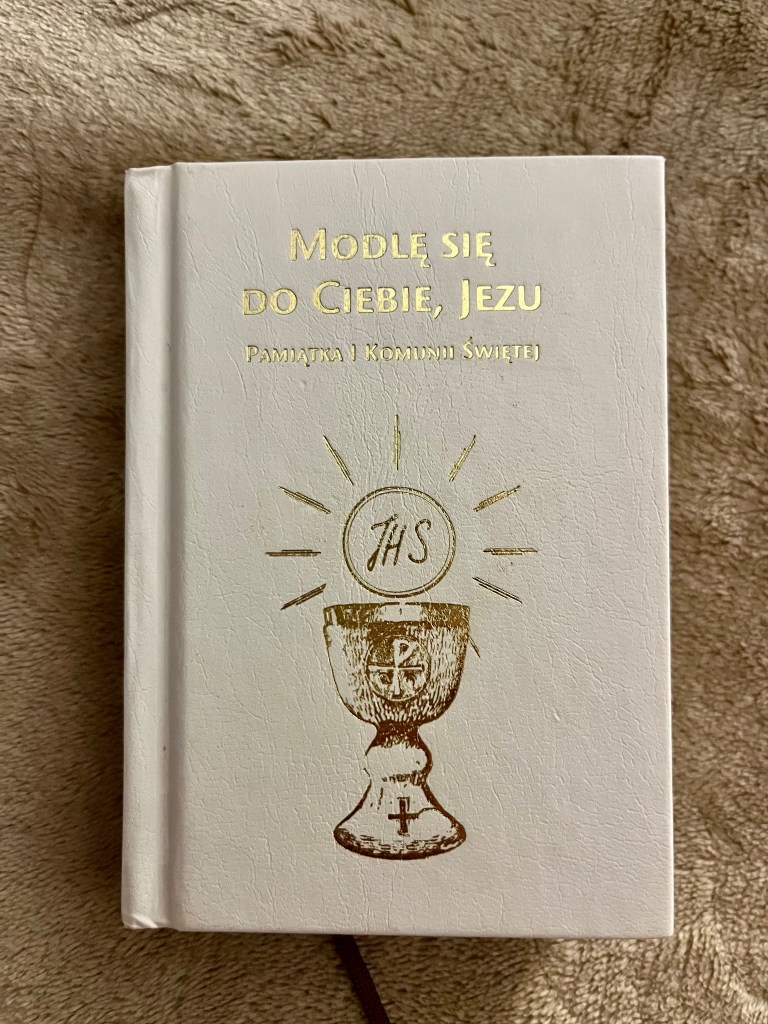 Modlę się
do Ciebie, Jezu
Pamiątka I Komunii Świętej
JHS